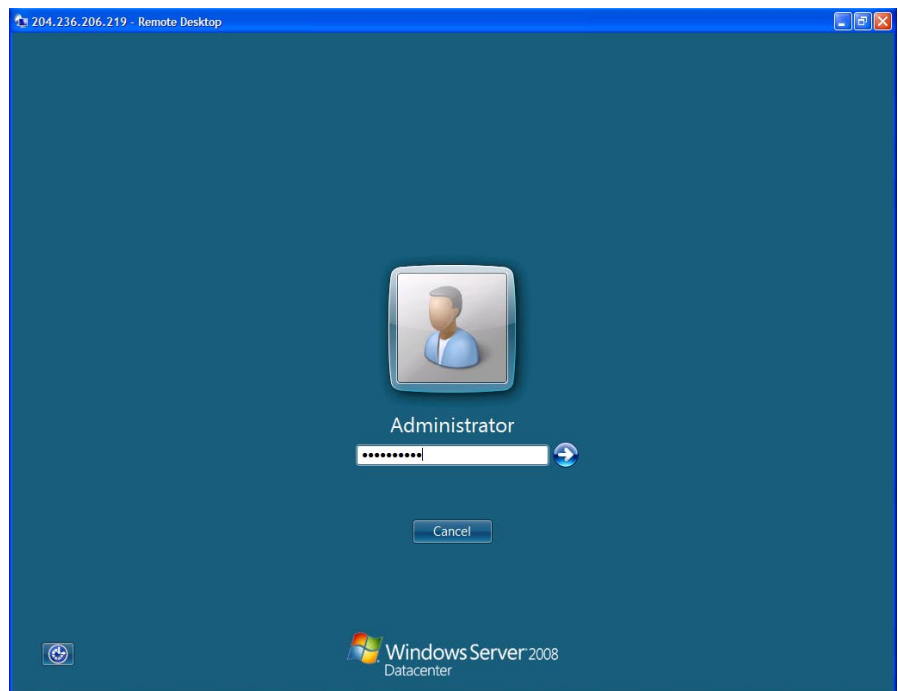 204.236.206.219 - Remote Desktop
Administrator
••••••••••
Cancel
Windows Server 2008
Datacenter